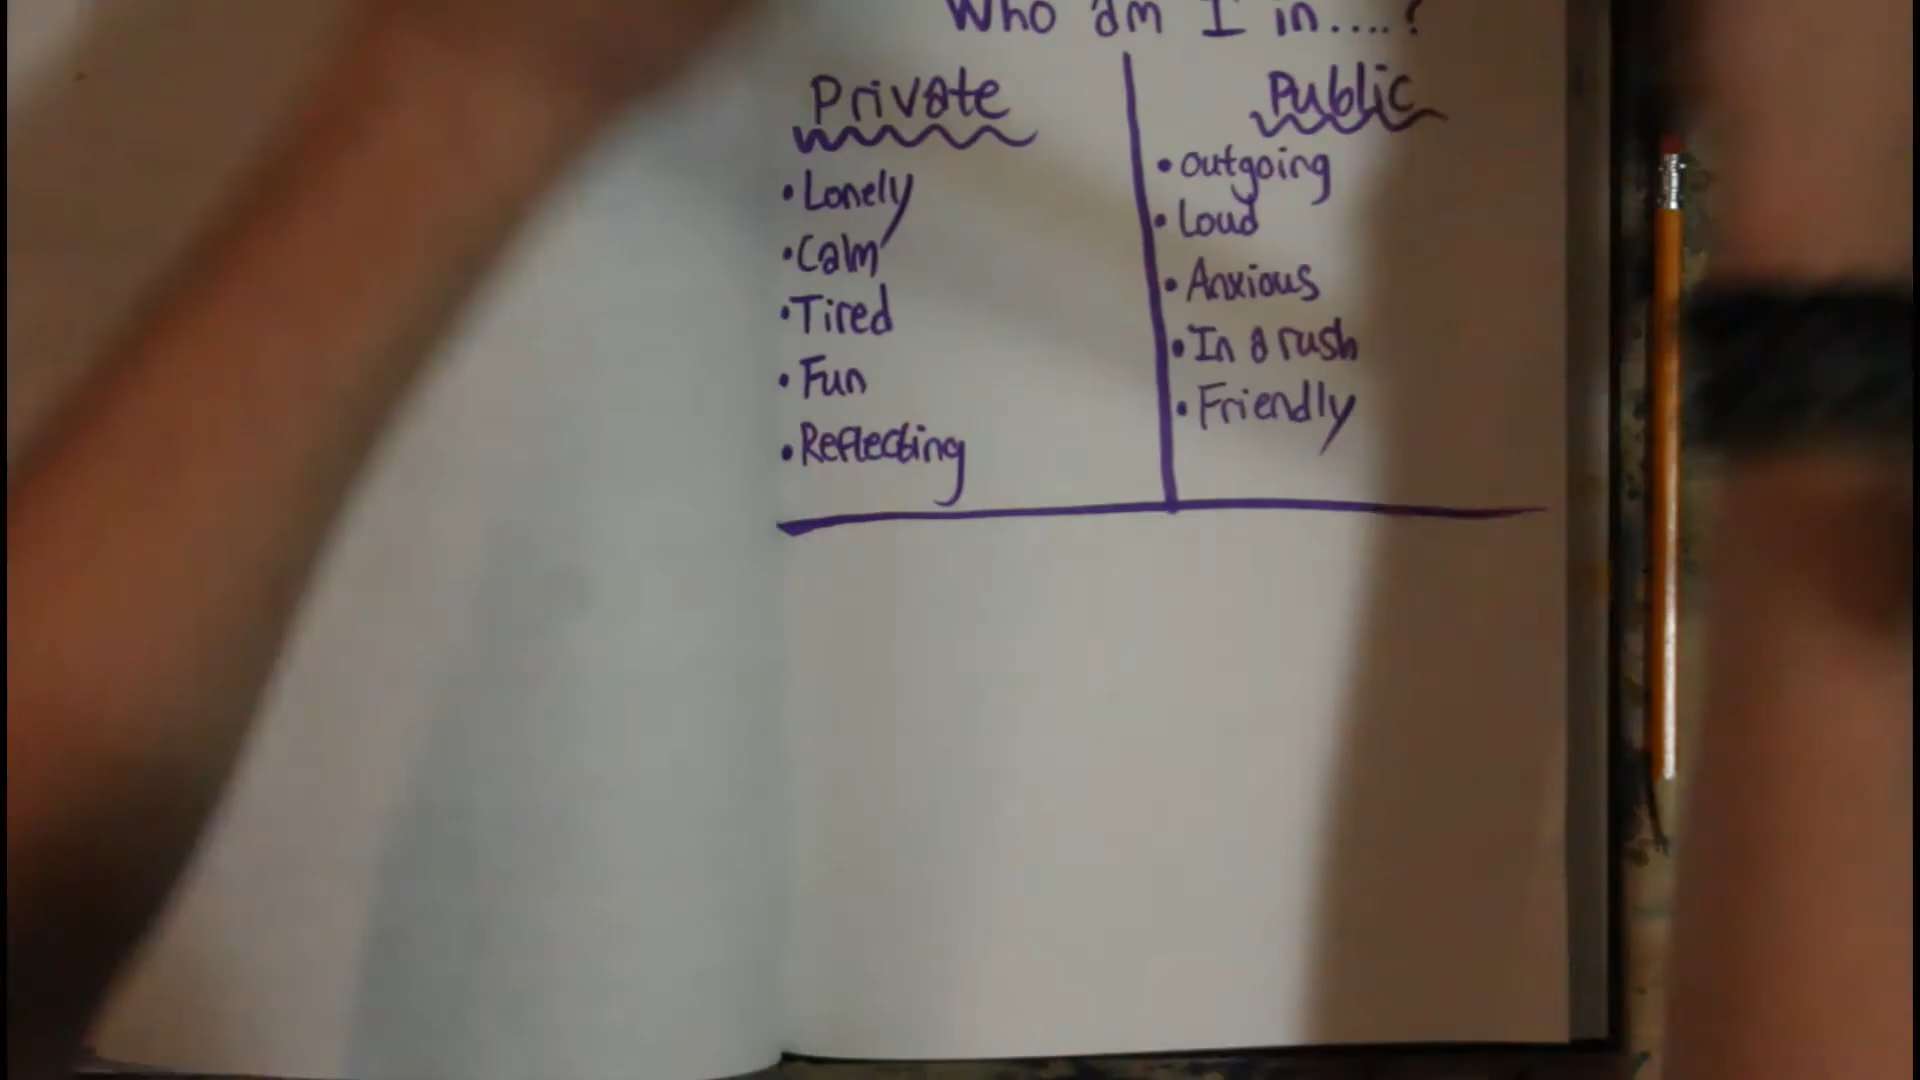 Who am I in....?
Private
• Lonely
• Calm
• Tired
• Fun
• Reflecting
Public
• outgoing
• Loud
• Anxious
• In a rush
• Friendly